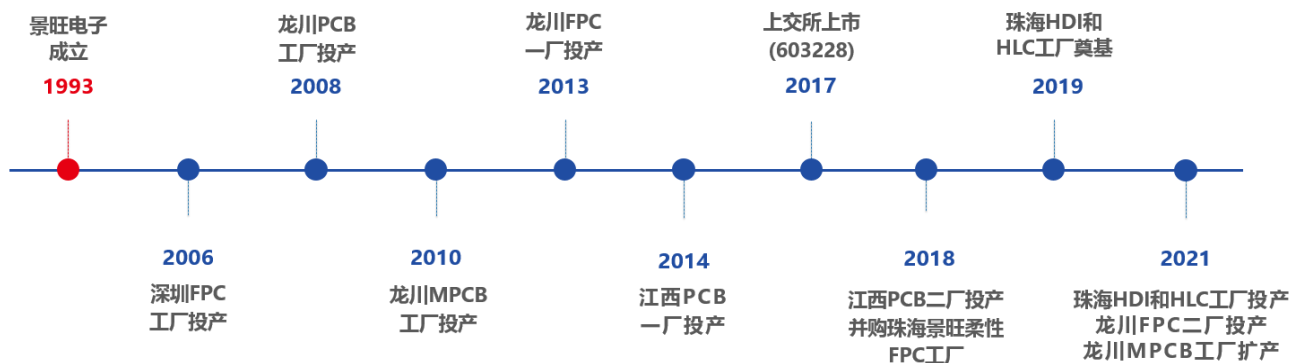 景旺电子
成立
1993
龙川PCB
工厂投产
2008
龙川FPC
一厂投产
2013
上交所上市
(603228)
2017
珠海HDI和
HLC工厂奠基
2019
2006
深圳FPC
工厂投产
2010
龙川MPCB
工厂投产
2014
江西PCB
一厂投产
2018
江西PCB二厂投产
并购珠海景旺柔性
FPC工厂
2021
珠海HDI和HLC工厂投产
龙川FPC二厂投产
龙川MPCB工厂扩产